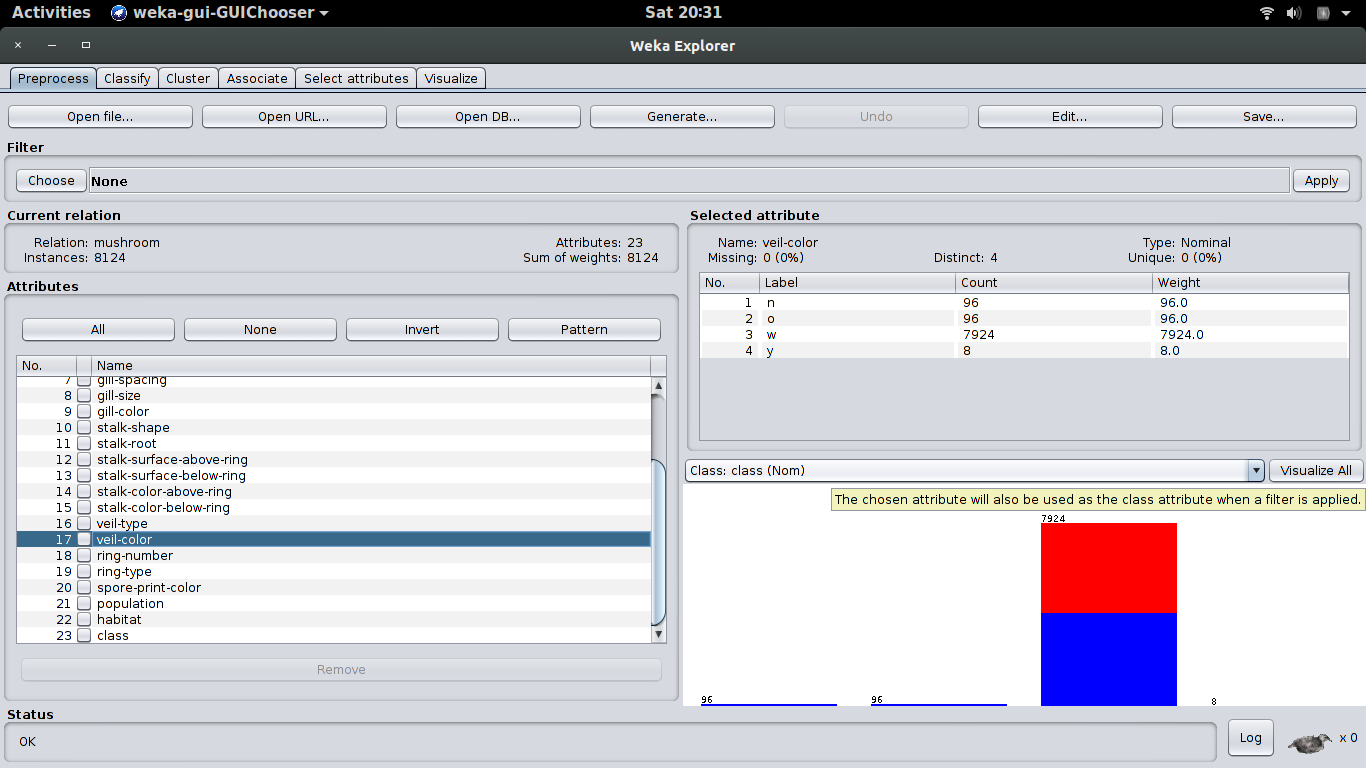 Activities weka-gui-GUIChooser Sat 20:31
Weka Explorer
Preprocess Classify Cluster Associate Select attributes Visualize
Open file... Open URL... Open DB... Generate... Undo Edit... Save...
Filter
Choose None Apply
Current relation
Relation: mushroom Attributes: 23
Instances: 8124 Sum of weights: 8124
Attributes
All None Invert Pattern
No. Name
7 gill-spacing
8 gill-size
9 gill-color
10 stalk-shape
11 stalk-root
12 stalk-surface-above-ring
13 stalk-surface-below-ring
14 stalk-color-above-ring
15 stalk-color-below-ring
16 veil-type
17 veil-color
18 ring-number
19 ring-type
20 spore-print-color
21 population
22 habitat
23 class
Remove
Selected attribute
Name: veil-color Type: Nominal
Missing: 0 (0%) Distinct: 4 Unique: 0 (0%)
No. Label Count Weight
1 n 96 96.0
2 o 96 96.0
3 w 7924 7924.0
4 y 8 8.0
Class: class (Nom) Visualize All
The chosen attribute will also be used as the class attribute when a filter is applied.
7924
96 96 8
Status
OK Log x 0